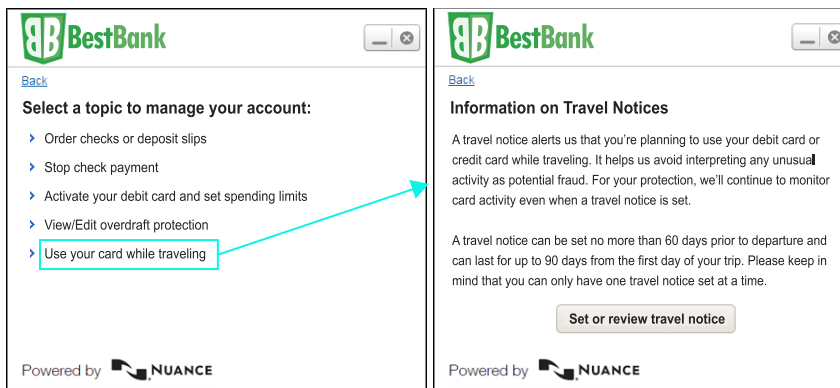 BB BestBank
Back
Select a topic to manage your account:
Order checks or deposit slips
Stop check payment
Activate your debit card and set spending limits
View/Edit overdraft protection
Use your card while traveling
Powered by NUANCE
BB BestBank
Back
Information on Travel Notices
A travel notice alerts us that you're planning to use your debit card or
credit card while traveling. It helps us avoid interpreting any unusual
activity as potential fraud. For your protection, we'll continue to monitor
card activity even when a travel notice is set.
A travel notice can be set no more than 60 days prior to departure and
can last for up to 90 days from the first day of your trip. Please keep in
mind that you can only have one travel notice set at a time.
Set or review travel notice
Powered by NUANCE